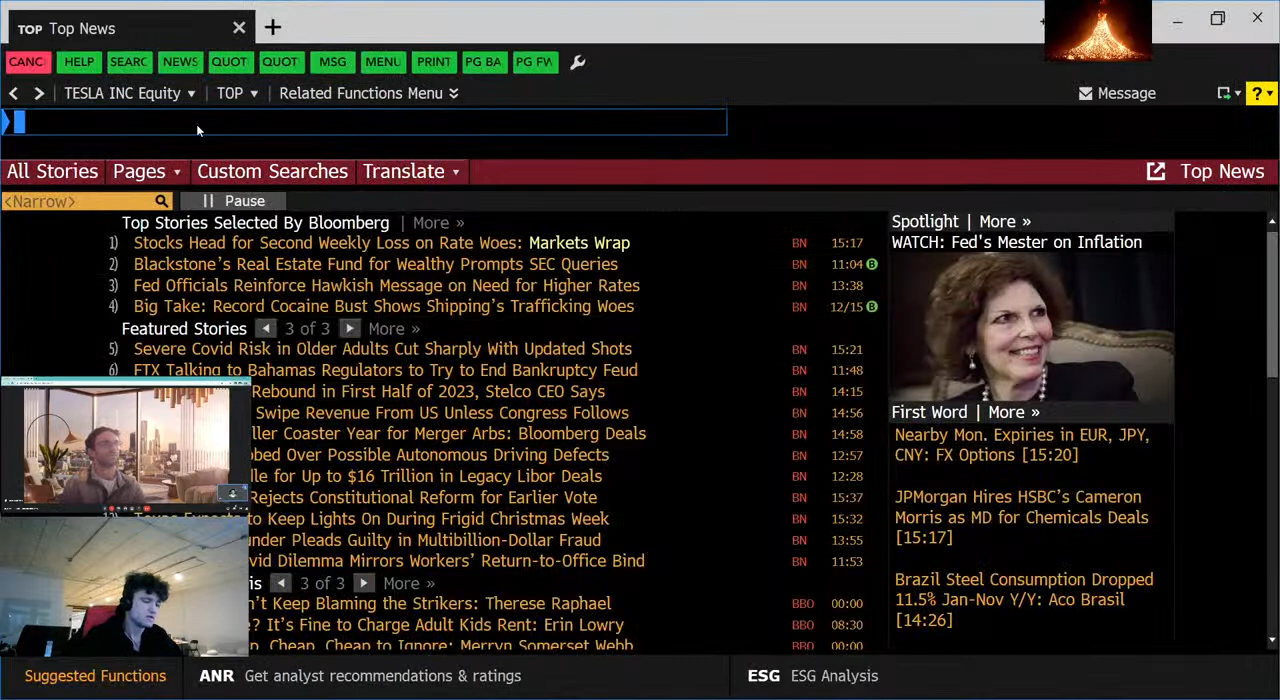 TOP Top News
CANC HELP SEARC NEWS QUOT QUOT MSG MENU PRINT PG BA PG FW
TESLA INC Equity TOP Related Functions Menu Message ?
All Stories Pages Custom Searches Translate Top News
<Narrow> Pause
Top Stories Selected By Bloomberg | More »
1) Stocks Head for Second Weekly Loss on Rate Woes: Markets Wrap BN 15:17
2) Blackstone's Real Estate Fund for Wealthy Prompts SEC Queries BN 11:04 B
3) Fed Officials Reinforce Hawkish Message on Need for Higher Rates BN 13:38
4) Big Take: Record Cocaine Bust Shows Shipping's Trafficking Woes BN 12/15 B
Featured Stories 3 of 3 More »
5) Severe Covid Risk in Older Adults Cut Sharply With Updated Shots BN 15:21
6) FTX Talking to Bahamas Regulators to Try to End Bankruptcy Feud BN 11:48
Rebound in First Half of 2023, Stelco CEO Says BN 14:15
Swipe Revenue From US Unless Congress Follows BN 14:56
ller Coaster Year for Merger Arbs: Bloomberg Deals BN 14:58
bed Over Possible Autonomous Driving Defects BN 12:57
le for Up to $16 Trillion in Legacy Libor Deals BN 12:28
Rejects Constitutional Reform for Earlier Vote BN 15:37
to Keep Lights On During Frigid Christmas Week BN 15:32
under Pleads Guilty in Multibillion-Dollar Fraud BN 13:55
vid Dilemma Mirrors Workers' Return-to-Office Bind BN 11:53
is 3 of 3 More »
't Keep Blaming the Strikers: Therese Raphael BBO 00:00
? It's Fine to Charge Adult Kids Rent: Erin Lowry BBO 08:30
Cheap, Cheap to Ignore: Merryn Somerset Webb BBO 00:00
Spotlight | More »
WATCH: Fed's Mester on Inflation
First Word | More »
Nearby Mon. Expiries in EUR, JPY,
CNY: FX Options [15:20]
JPMorgan Hires HSBC's Cameron
Morris as MD for Chemicals Deals
[15:17]
Brazil Steel Consumption Dropped
11.5% Jan-Nov Y/Y: Aco Brasil
[14:26]
Suggested Functions ANR Get analyst recommendations & ratings ESG ESG Analysis